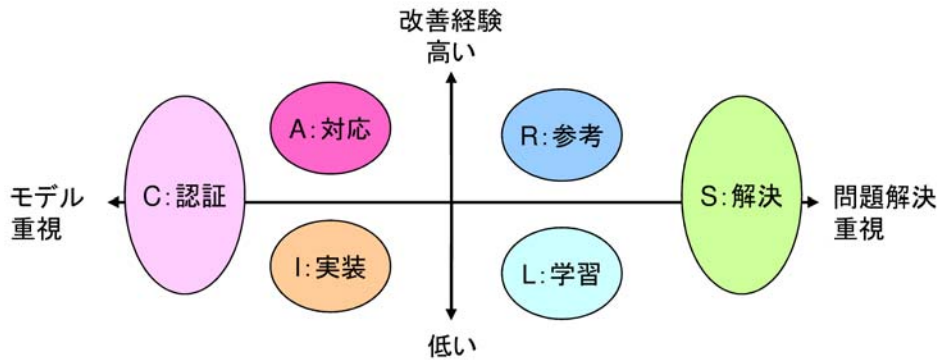 改善経験
高い
A:対応
R:参考
モデル
重視
C:認証
S:解決
問題解決
重視
I:実装
L:学習
低い